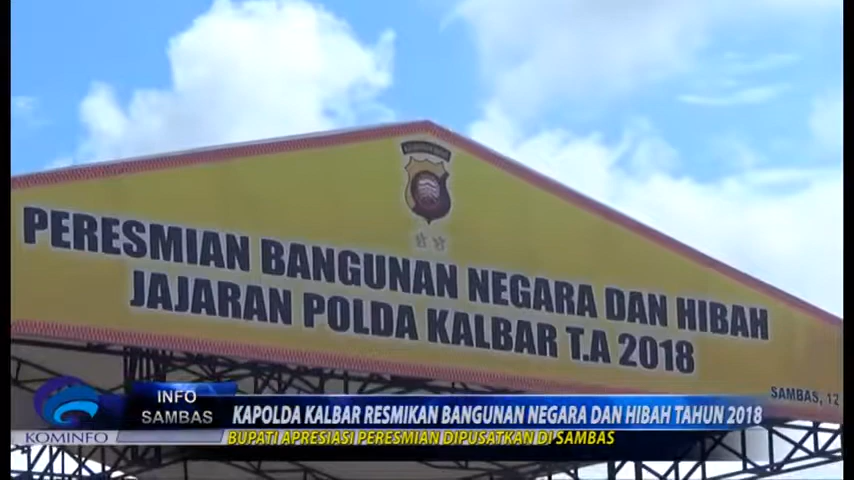 PERESMIAN BANGUNAN NEGARA DAN HIBAH
JAJARAN POLDA KALBAR T.A 2018
SAMBAS, 12
INFO
SAMBAS
KAPOLDA KALBAR RESMIKAN BANGUNAN NEGARA DAN HIBAH TAHUN 2018
KOMINFO
BUPATI APRESIASI PERESMIAN DIPUSATKAN DI SAMBAS